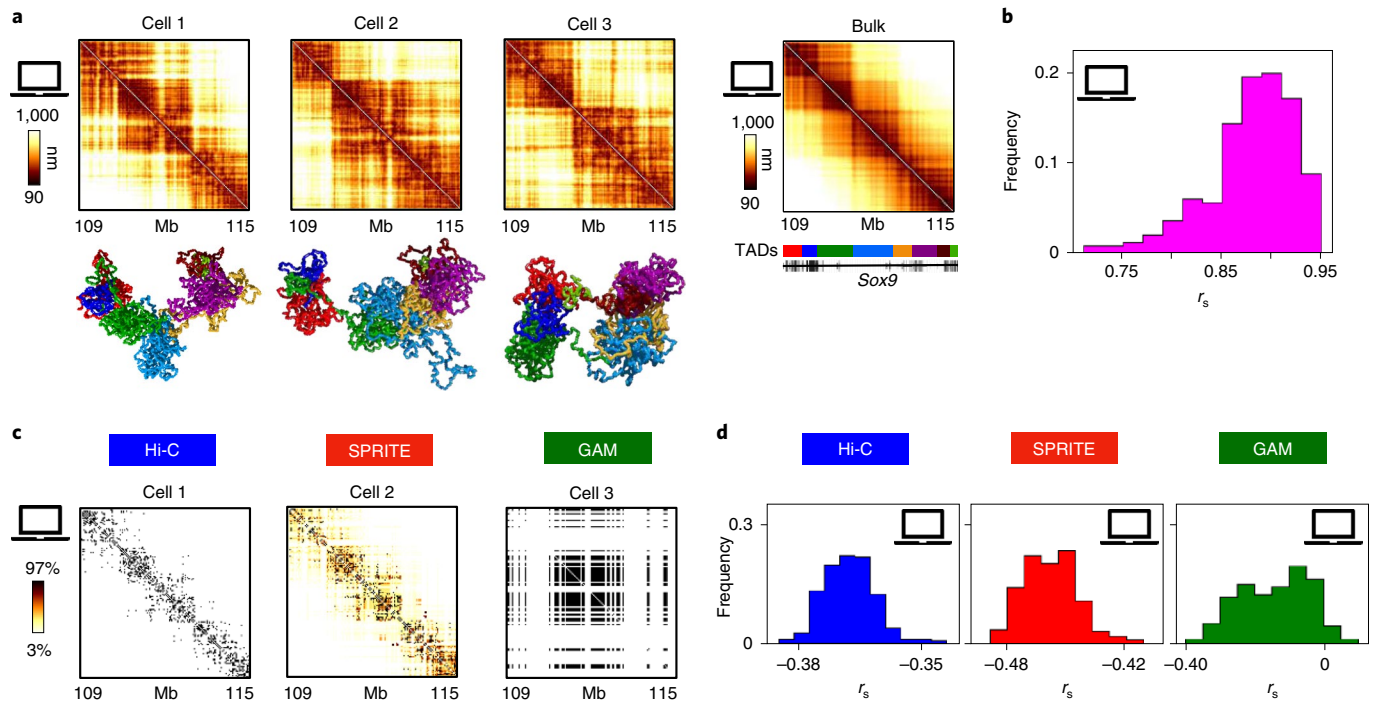 a
Cell 1
Cell 2
Cell 3
Bulk
1,000
nm
90
1,000
nm
90
109 Mb 115
109 Mb 115
109 Mb 115
109 Mb 115
TADs
Sox9
b
0.2
0.1
0
Frequency
0.75 0.85 0.95
rs
c
Hi-C
SPRITE
GAM
Cell 1
Cell 2
Cell 3
97%
3%
109 Mb 115
109 Mb 115
109 Mb 115
d
Hi-C
SPRITE
GAM
0.3
0
Frequency
−0.38 −0.35
−0.48 −0.42
−0.40 0
rs
rs
rs